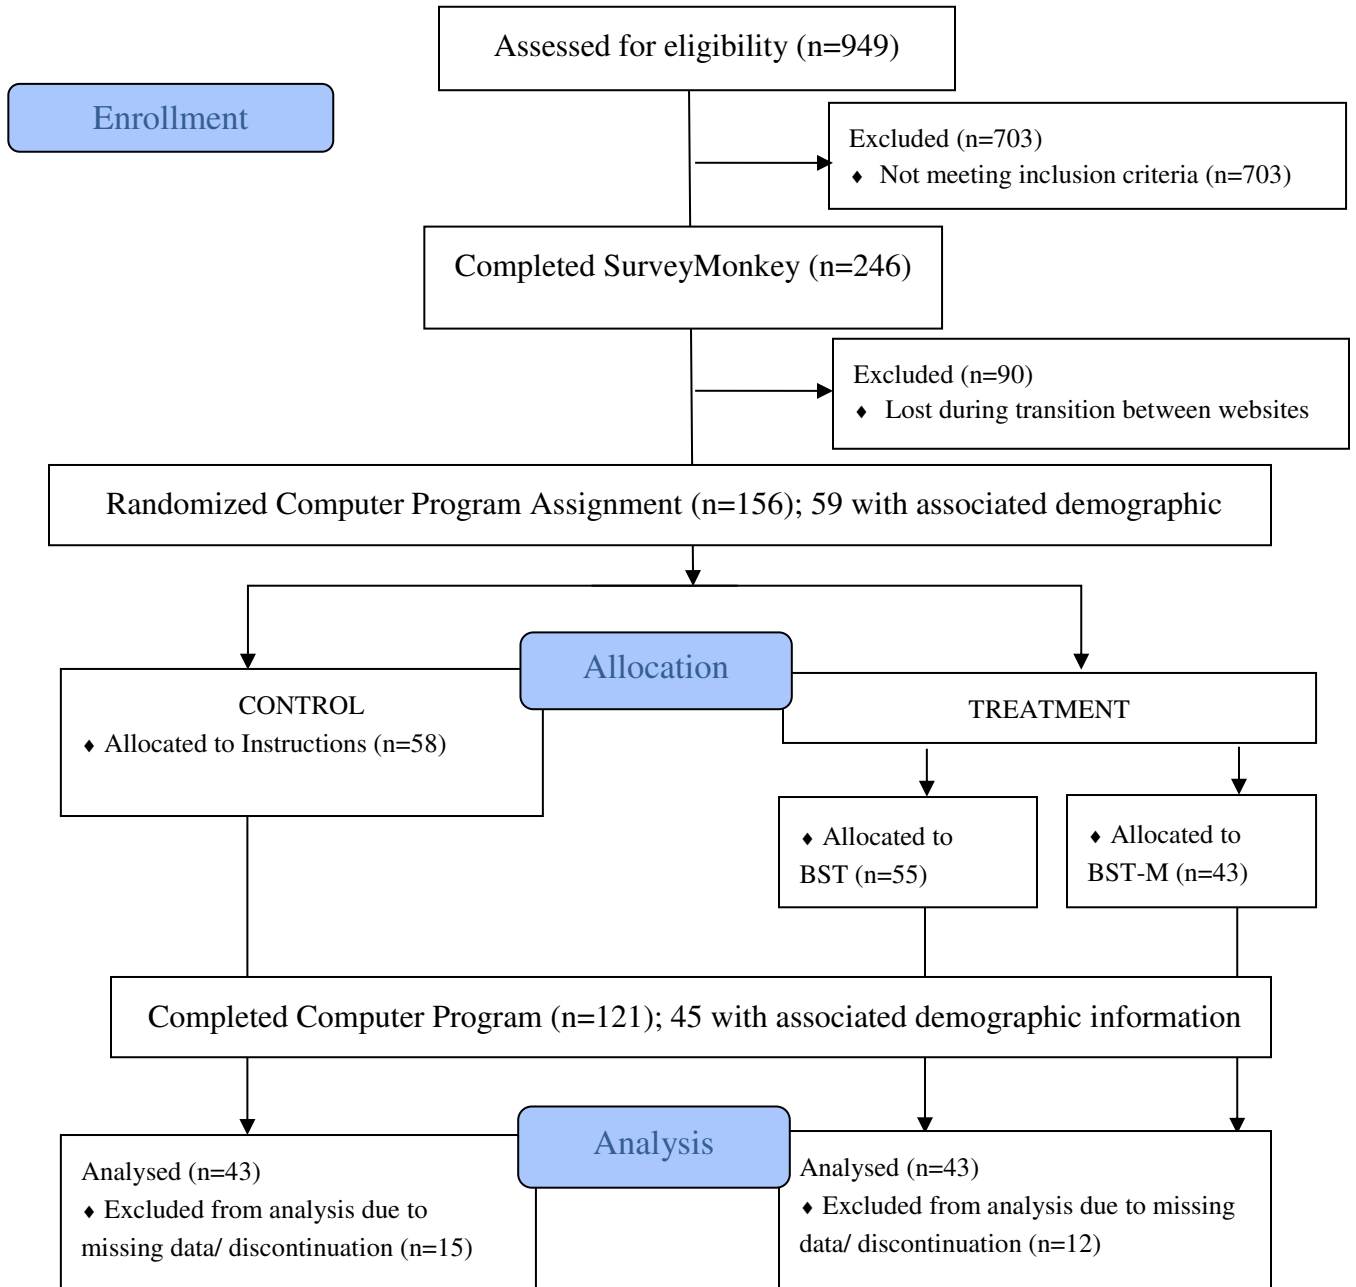 Assessed for eligibility (n=949)
Enrollment
Excluded (n=703)
♦ Not meeting inclusion criteria (n=703)
Completed SurveyMonkey (n=246)
Excluded (n=90)
♦ Lost during transition between websites
Randomized Computer Program Assignment (n=156); 59 with associated demographic
Allocation
CONTROL
♦ Allocated to Instructions (n=58)
TREATMENT
♦ Allocated to
BST (n=55)
♦ Allocated to
BST-M (n=43)
Completed Computer Program (n=121); 45 with associated demographic information
Analysis
Analysed (n=43)
♦ Excluded from analysis due to
missing data/ discontinuation (n=15)
Analysed (n=43)
♦ Excluded from analysis due to missing
data/ discontinuation (n=12)